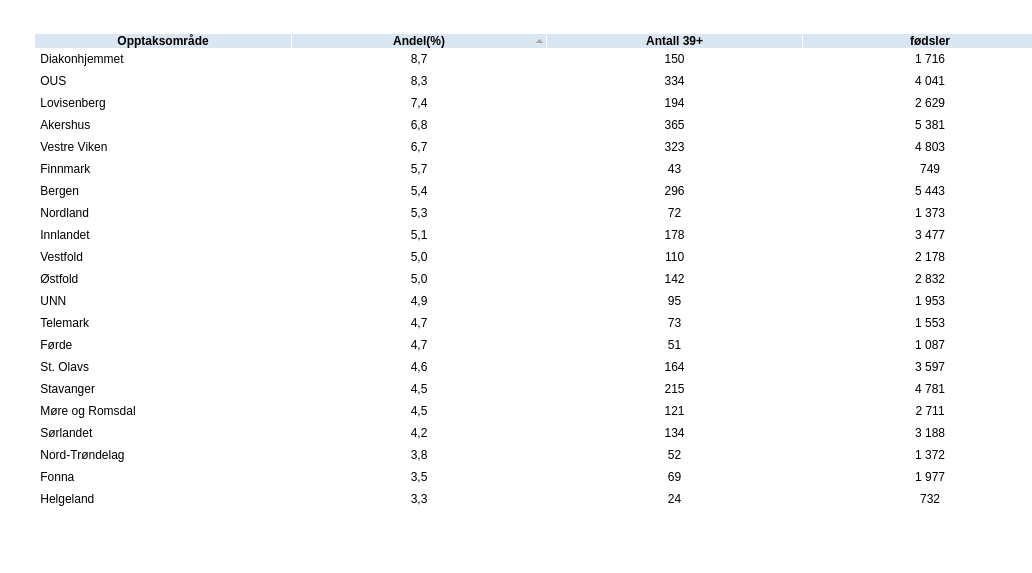 Opptaksområde Andel(%) Antall 39+ fødsler
Diakonhjemmet 8,7 150 1 716
OUS 8,3 334 4 041
Lovisenberg 7,4 194 2 629
Akershus 6,8 365 5 381
Vestre Viken 6,7 323 4 803
Finnmark 5,7 43 749
Bergen 5,4 296 5 443
Nordland 5,3 72 1 373
Innlandet 5,1 178 3 477
Vestfold 5,0 110 2 178
Østfold 5,0 142 2 832
UNN 4,9 95 1 953
Telemark 4,7 73 1 553
Førde 4,7 51 1 087
St. Olavs 4,6 164 3 597
Stavanger 4,5 215 4 781
Møre og Romsdal 4,5 121 2 711
Sørlandet 4,2 134 3 188
Nord-Trøndelag 3,8 52 1 372
Fonna 3,5 69 1 977
Helgeland 3,3 24 732